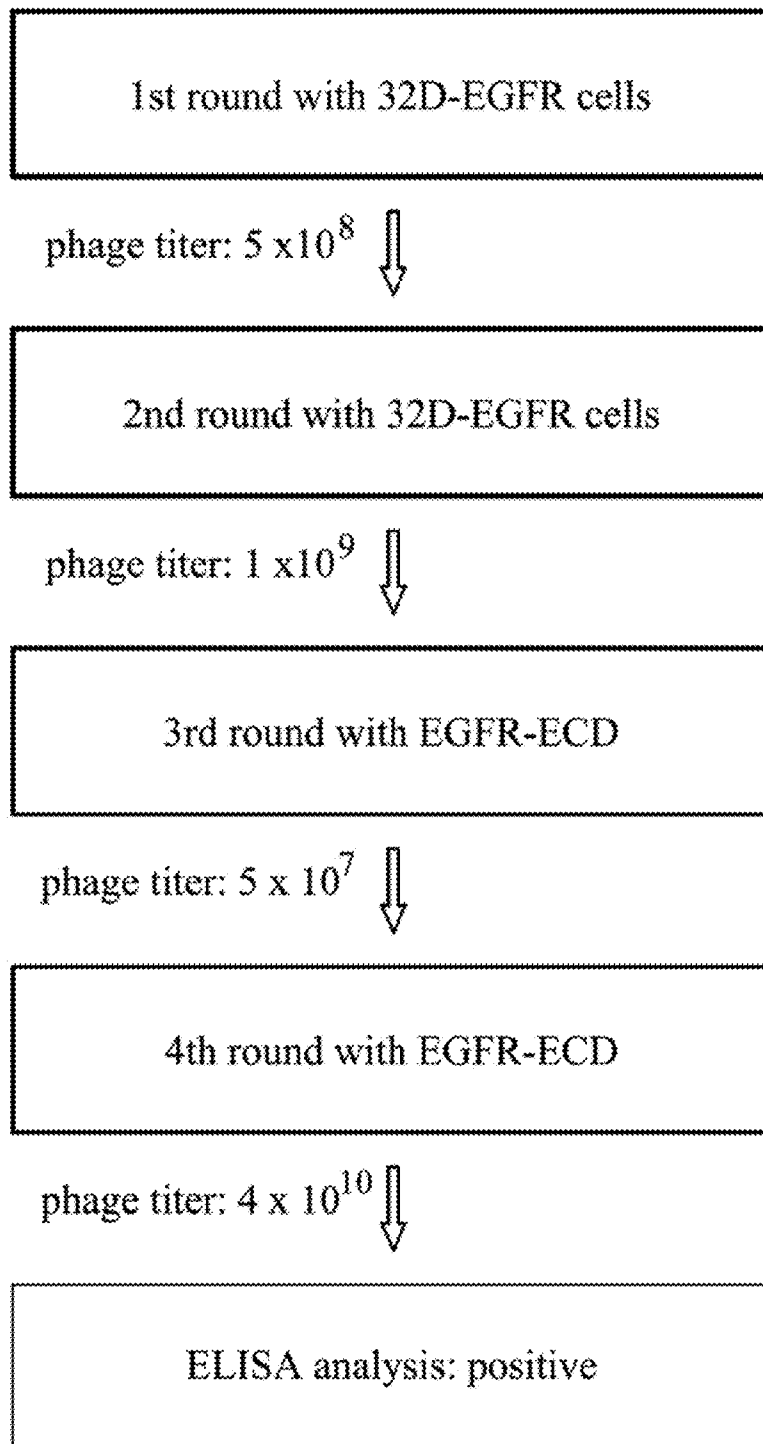 1st round with 32D-EGFR cells
phage titer: 5 x10^8
2nd round with 32D-EGFR cells
phage titer: 1 x10^9
3rd round with EGFR-ECD
phage titer: 5 x 10^7
4th round with EGFR-ECD
phage titer: 4 x 10^10
ELISA analysis: positive